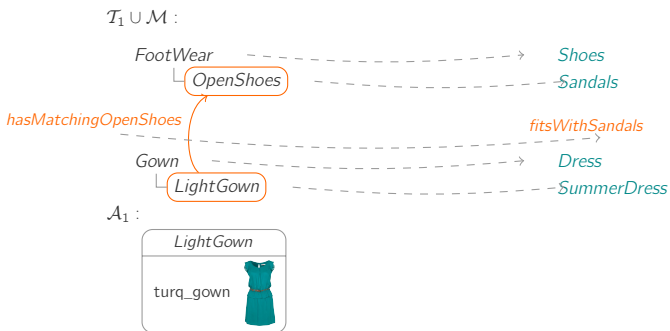 𝒯₁ ∪ ℳ :
FootWear Shoes
OpenShoes Sandals
hasMatchingOpenShoes fitsWithSandals
Gown Dress
LightGown SummerDress
𝒜₁ :
LightGown
turq_gown